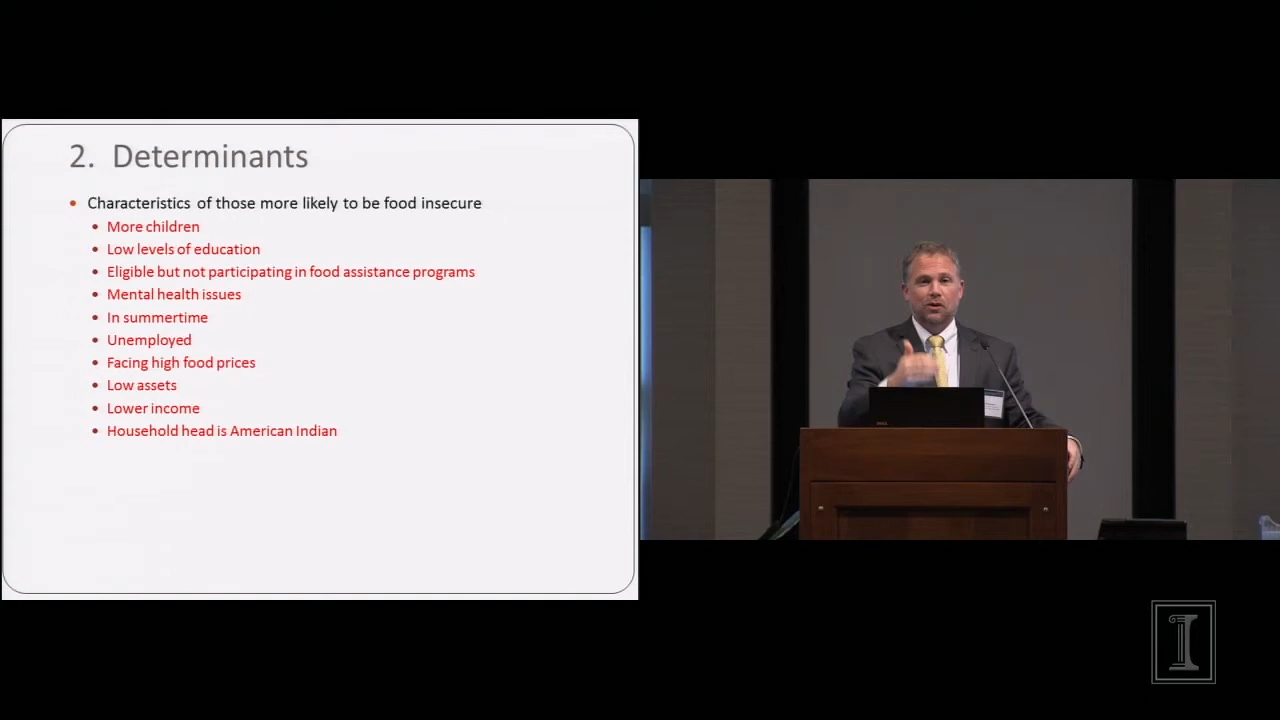 2. Determinants
Characteristics of those more likely to be food insecure
More children
Low levels of education
Eligible but not participating in food assistance programs
Mental health issues
In summertime
Unemployed
Facing high food prices
Low assets
Lower income
Household head is American Indian
DELL
I